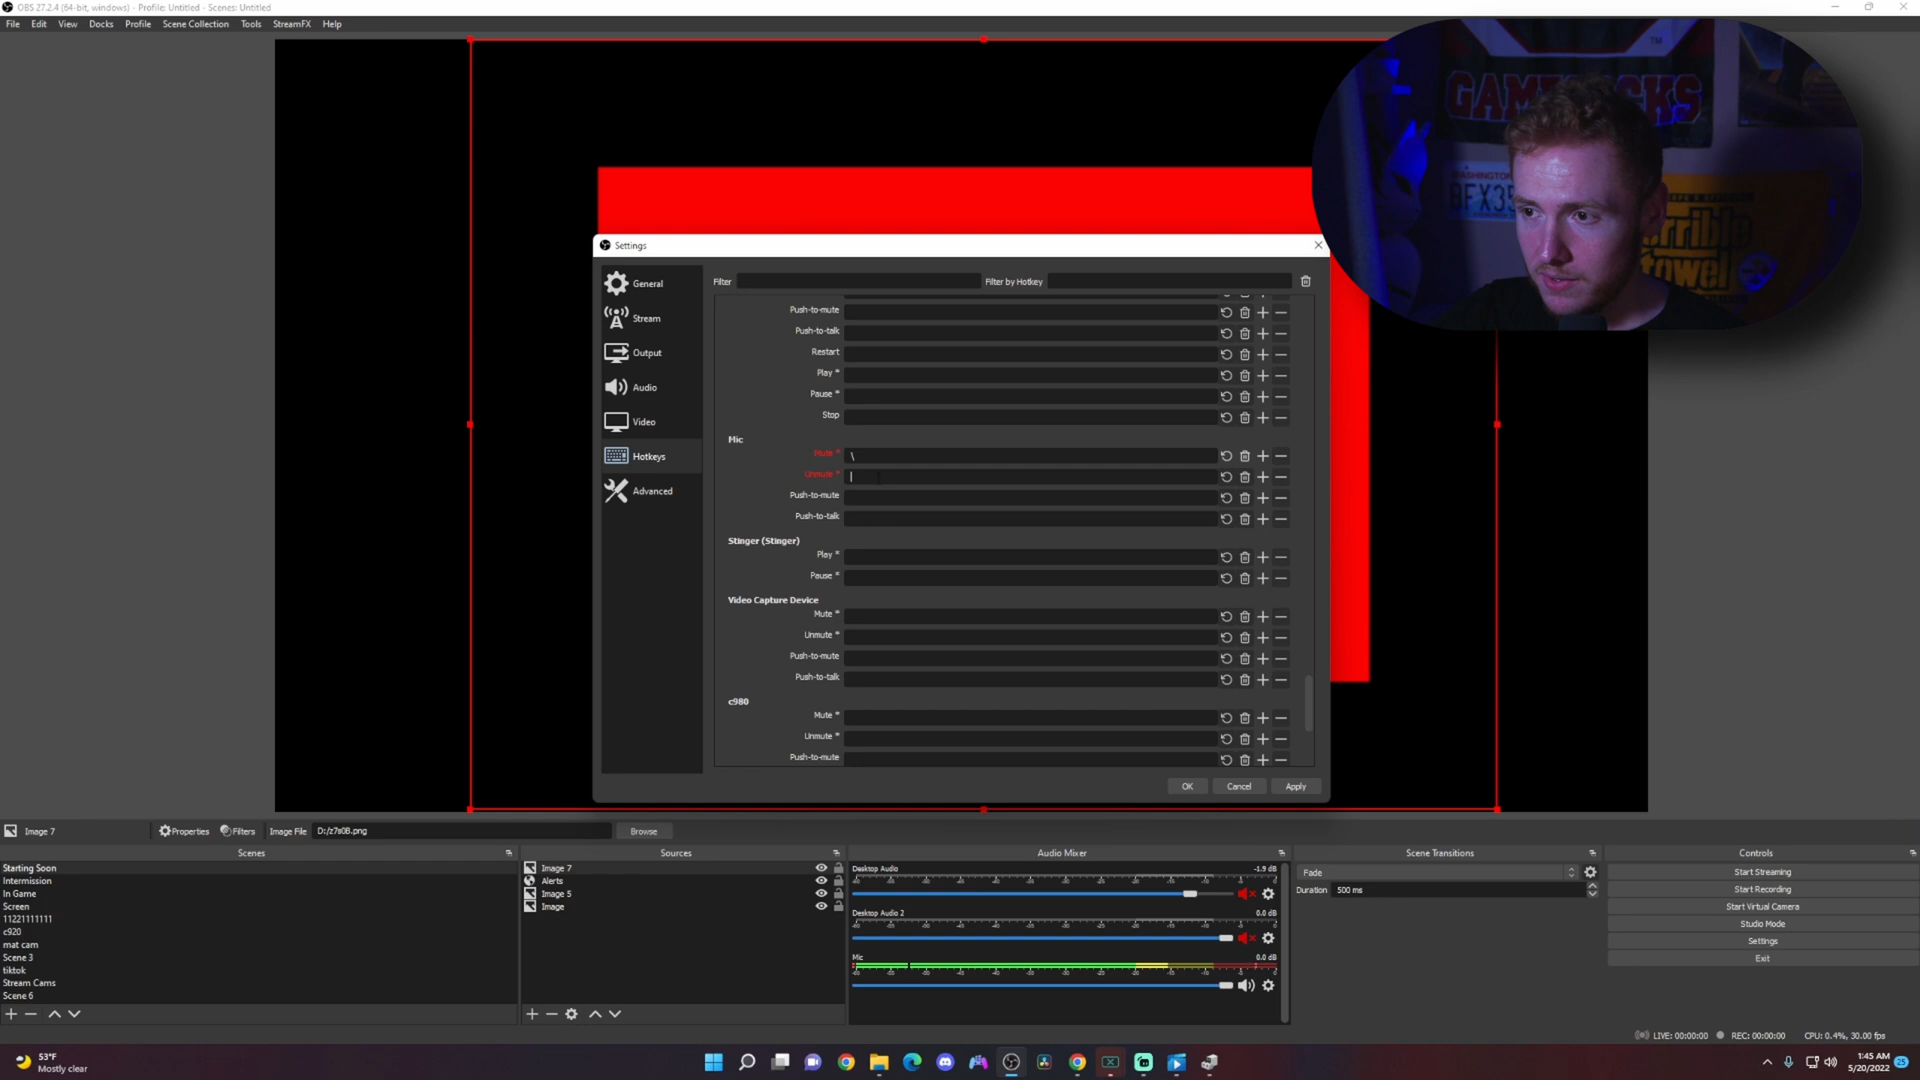 OBS 27.2.4 (64-bit, windows) - Profile: Untitled - Scenes: Untitled
File Edit View Docks Profile Scene Collection Tools StreamFX Help
TM
WASHINGTON
BFX35
Terrible
towel
Settings
General
Stream
Output
Audio
Video
Hotkeys
Advanced
Filter Filter by Hotkey
Push-to-mute
Push-to-talk
Restart
Play *
Pause *
Stop
Mic
Mute * \
Unmute *
Push-to-mute
Push-to-talk
Stinger (Stinger)
Play *
Pause *
Video Capture Device
Mute *
Unmute *
Push-to-mute
Push-to-talk
c980
Mute *
Unmute *
Push-to-mute
OK Cancel Apply
Image 7 Properties Filters Image File D:/z7s0B.png Browse
Scenes Sources Audio Mixer Scene Transitions Controls
Starting Soon
Intermission
In Game
Screen
11221111111
c920
mat cam
Scene 3
tiktok
Stream Cams
Scene 6
Image 7
Alerts
Image 5
Image
Desktop Audio -1.9 dB
Desktop Audio 2 0.0 dB
Mic 0.0 dB
Fade
Duration 500 ms
Start Streaming
Start Recording
Start Virtual Camera
Studio Mode
Settings
Exit
LIVE: 00:00:00 REC: 00:00:00 CPU: 0.4%, 30.00 fps
53°F
Mostly clear
1:45 AM
5/20/2022
25